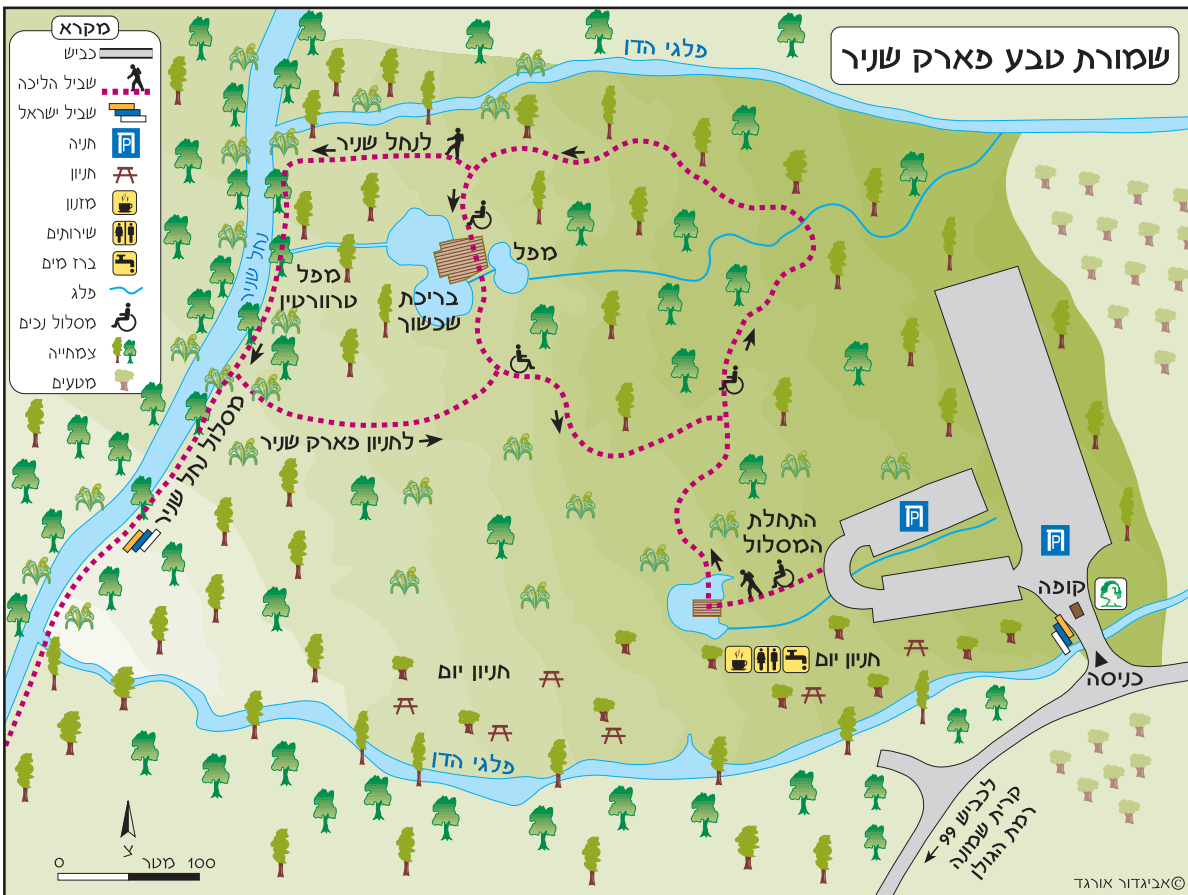 שמורת טבע פארק שניר
מקרא
כביש
שביל הליכה
שביל ישראל
חניה
חניון
מזנון
שירותים
ברז מים
פלג
מסלול נכים
צמחייה
מטעים
פלגי הדן
לנחל שניר
נחל שניר
מפל
מפל
טרוורטין
בריכת
שכשוך
לחניון פארק שניר
מסלול נחל שניר
התחלת
המסלול
P
P
קופה
כניסה
חניון יום
חניון יום
פלגי הדן
לכביש 99
קרית שמונה
רמת הגולן
צ
0 מטר 100
©אביגדור אורגד